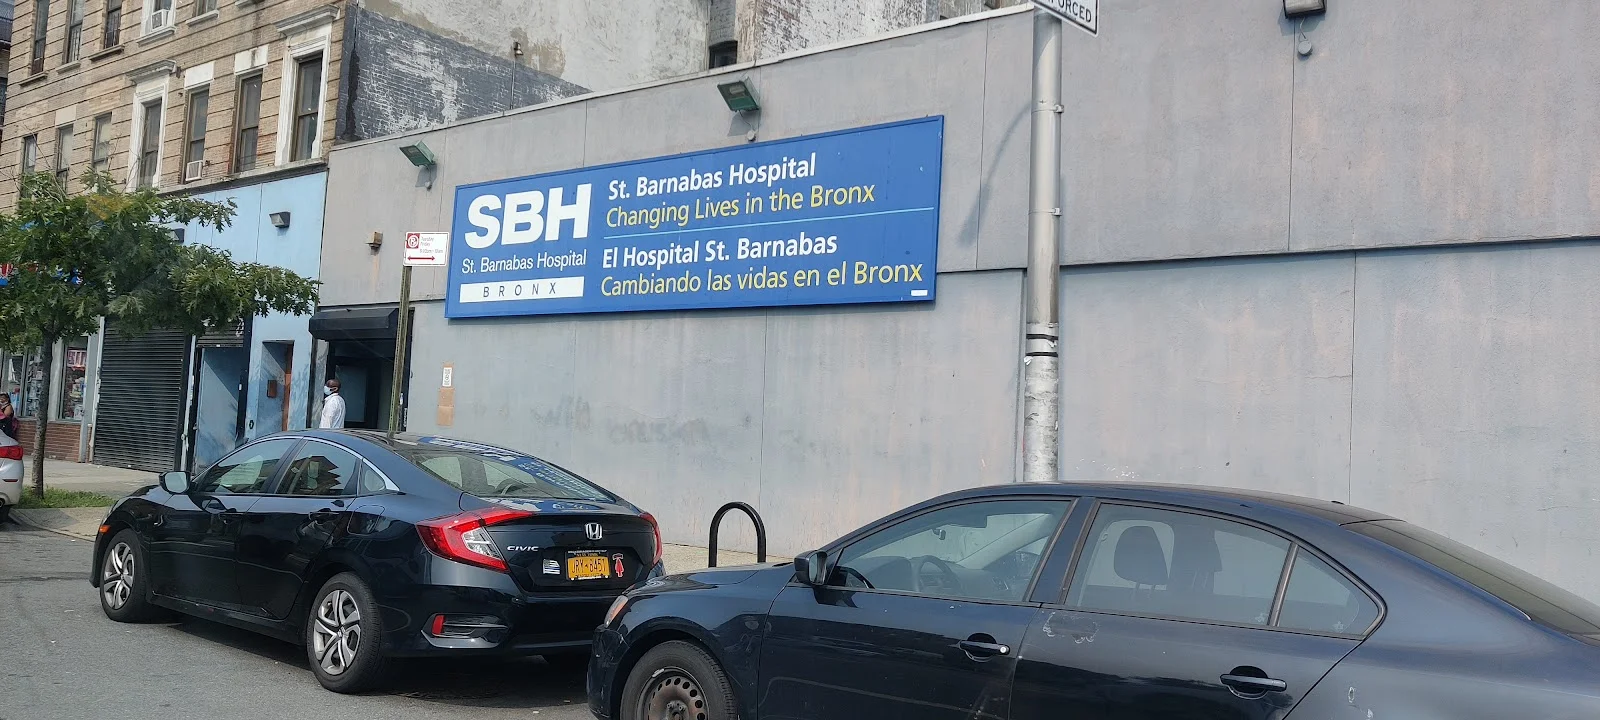 FORCED
SBH
St. Barnabas Hospital
BRONX
St. Barnabas Hospital
Changing Lives in the Bronx
El Hospital St. Barnabas
Cambiando las vidas en el Bronx
CIVIC